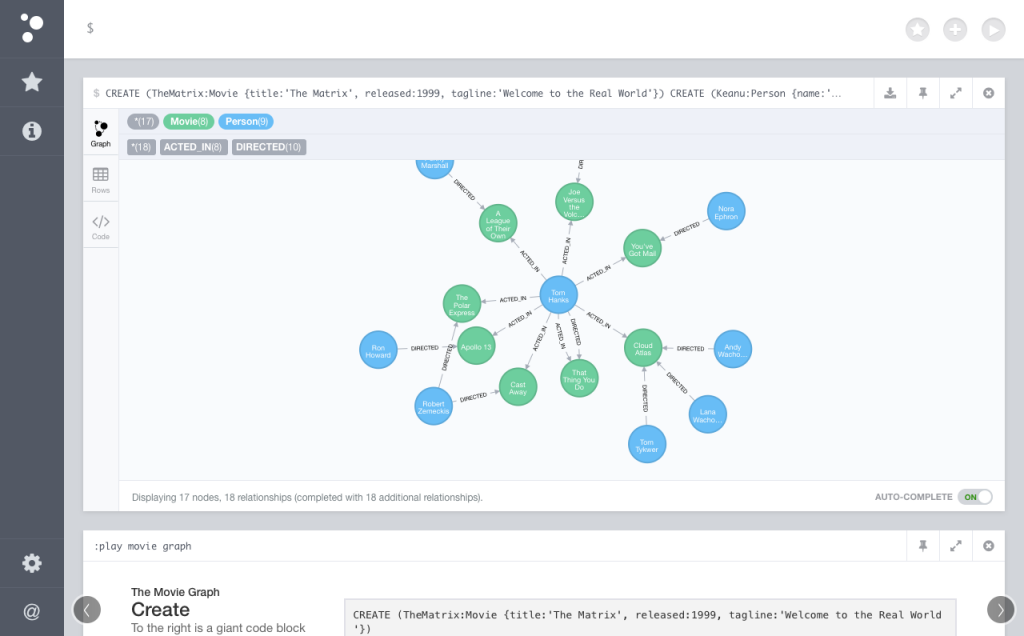 $
$ CREATE (TheMatrix:Movie {title:'The Matrix', released:1999, tagline:'Welcome to the Real World'}) CREATE (Keanu:Person {name:'...
Graph
Rows
Code
*(17) Movie(8) Person(9)
*(18) ACTED_IN(8) DIRECTED(10)
Marshall
DIRECTED
DIR
Joe Versus the Volc...
A League of Their Own
Nora Ephron
DIRECTED
You've Got Mail
ACTED_IN
ACTED_IN
ACTED_IN
Tom Hanks
The Polar Express
ACTED_IN
ACTED_IN
ACTED_IN
ACTED_IN
DIRECTED
ACTED_IN
Ron Howard
DIRECTED
Apollo 13
DIRECTED
Cloud Atlas
DIRECTED
Andy Wacho...
Cast Away
That Thing You Do
DIRECTED
DIRECTED
DIRECTED
Robert Zemeckis
Lana Wacho...
Tom Tykwer
Displaying 17 nodes, 18 relationships (completed with 18 additional relationships).
AUTO-COMPLETE ON
:play movie graph
The Movie Graph
Create
To the right is a giant code block
CREATE (TheMatrix:Movie {title:'The Matrix', released:1999, tagline:'Welcome to the Real World
'})
@